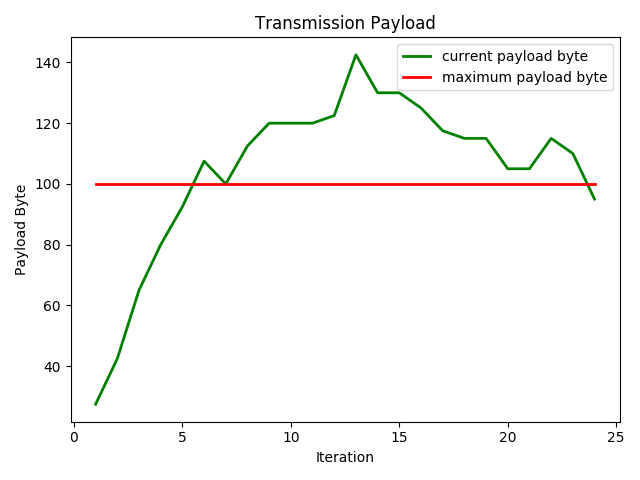 Transmission Payload
current payload byte
maximum payload byte
140
120
100
80
60
40
Payload Byte
0 5 10 15 20 25
Iteration